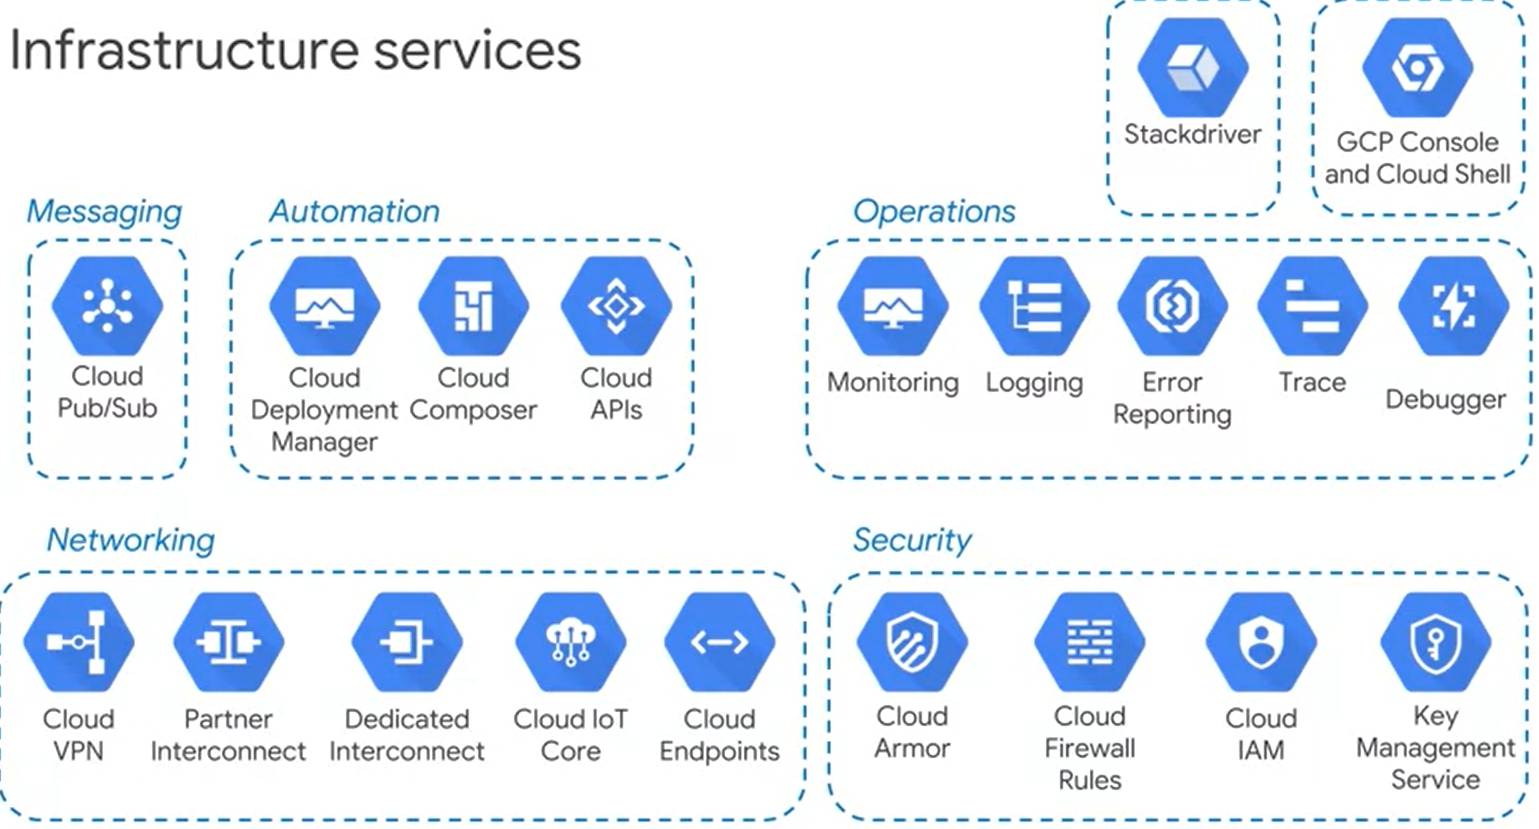 Infrastructure services
Stackdriver
GCP Console
and Cloud Shell
Messaging
Cloud
Pub/Sub
Automation
Cloud
Deployment
Manager
Cloud
Composer
Cloud
APIs
Operations
Monitoring
Logging
Error
Reporting
Trace
Debugger
Networking
Cloud
VPN
Partner
Interconnect
Dedicated
Interconnect
Cloud IoT
Core
Cloud
Endpoints
Security
Cloud
Armor
Cloud
Firewall
Rules
Cloud
IAM
Key
Management
Service